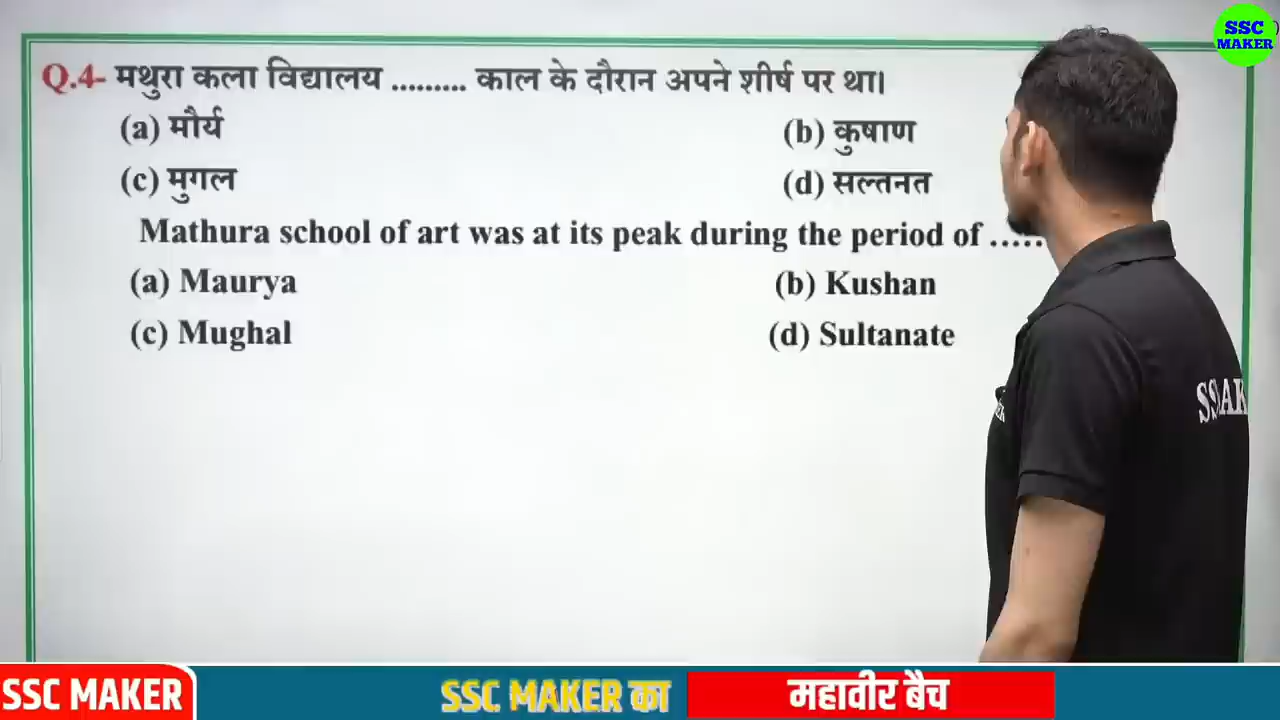 SSC
MAKER
Q.4- मथुरा कला विद्यालय ......... काल के दौरान अपने शीर्ष पर था।
(a) मौर्य (b) कुषाण
(c) मुगल (d) सल्तनत
Mathura school of art was at its peak during the period of .....
(a) Maurya (b) Kushan
(c) Mughal (d) Sultanate
SSC MAKER
SSC MAKER का
महावीर बैच